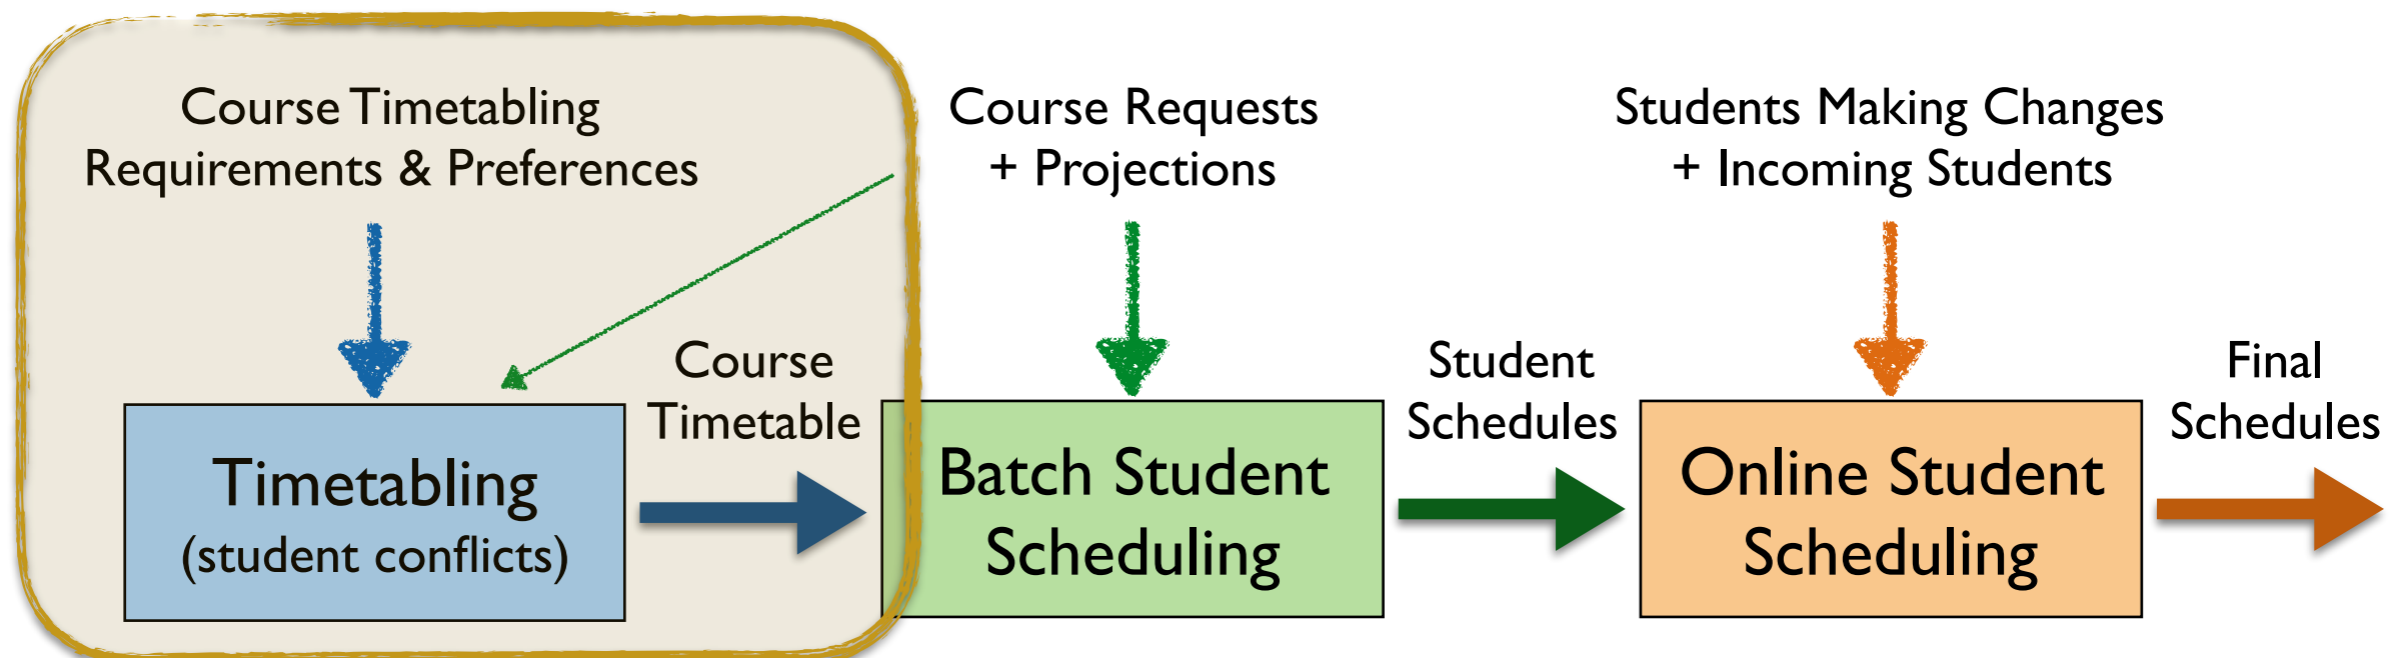 Course Timetabling
Requirements & Preferences
Course Requests
+ Projections
Students Making Changes
+ Incoming Students
Course
Timetable
Student
Schedules
Final
Schedules
Timetabling
(student conflicts)
Batch Student
Scheduling
Online Student
Scheduling